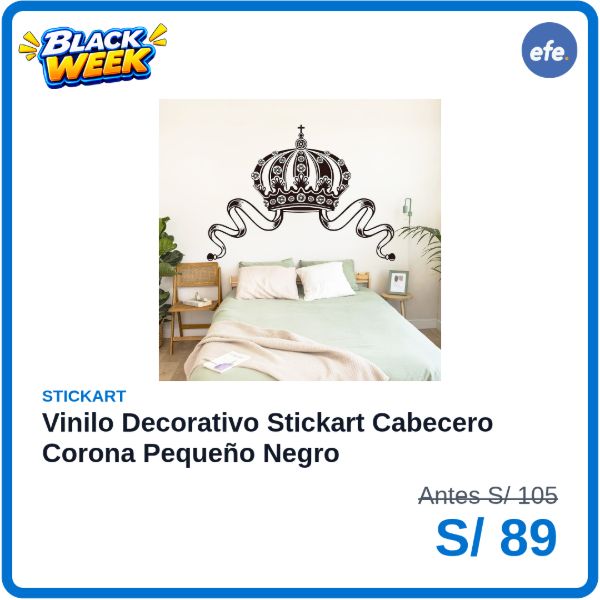 BLACK
WEEK
efe.
STICKART
Vinilo Decorativo Stickart Cabecero
Corona Pequeño Negro
Antes S/ 105
S/ 89